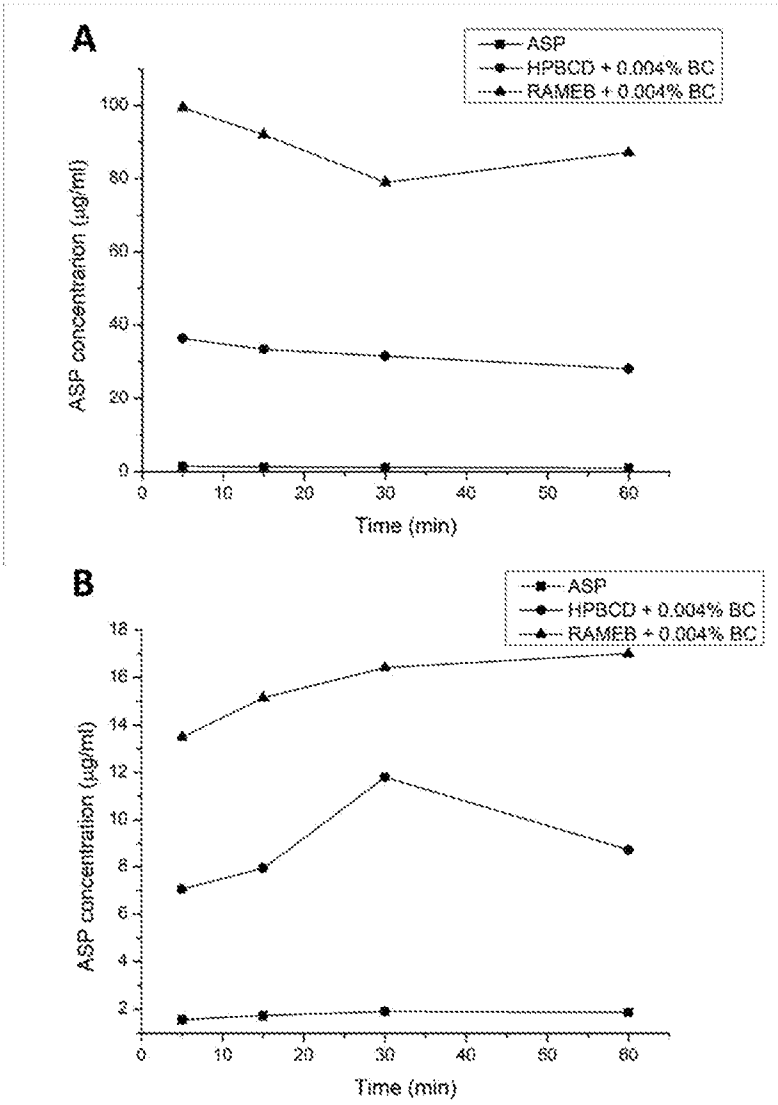 A
ASP
HPBCD + 0.004% BC
RAMEB + 0.004% BC
ASP concentrarion (µg/ml)
100
80
60
40
20
0
0 10 20 30 40 50 60
Time (min)
B
ASP
HPBCD + 0.004% BC
RAMEB + 0.004% BC
ASP concentration (µg/ml)
18
16
14
12
10
8
6
4
2
0 10 20 30 40 50 60
Time (min)